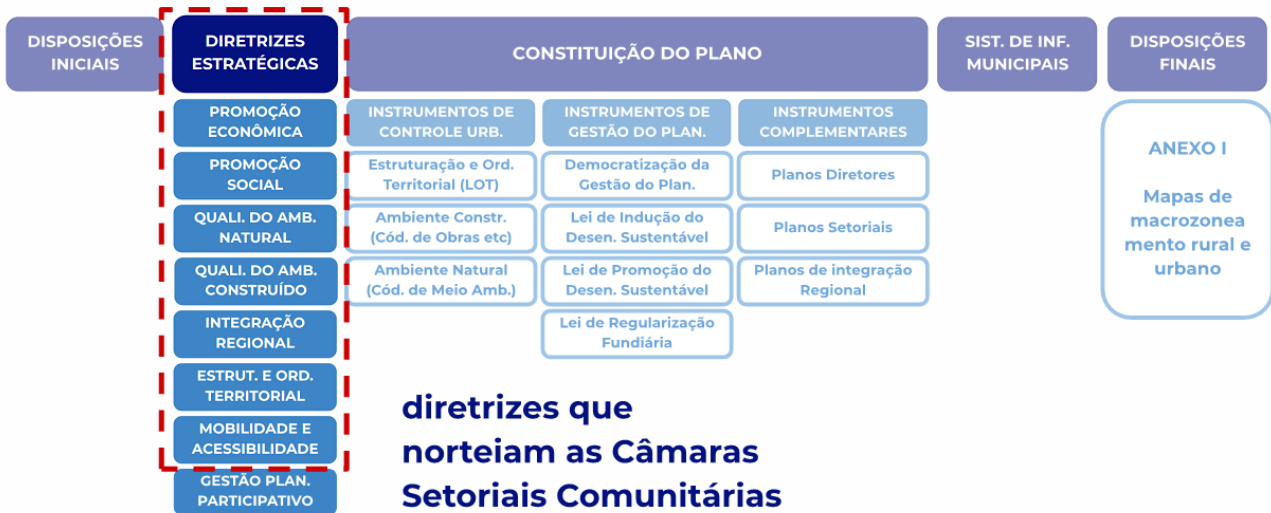 DISPOSIÇÕES
INICIAIS
DIRETRIZES
ESTRATÉGICAS
CONSTITUIÇÃO DO PLANO
SIST. DE INF.
MUNICIPAIS
DISPOSIÇÕES
FINAIS
PROMOÇÃO
ECONÔMICA
PROMOÇÃO
SOCIAL
QUALI. DO AMB.
NATURAL
QUALI. DO AMB.
CONSTRUÍDO
INTEGRAÇÃO
REGIONAL
ESTRUT. E ORD.
TERRITORIAL
MOBILIDADE E
ACESSIBILIDADE
GESTÃO PLAN.
PARTICIPATIVO
INSTRUMENTOS DE
CONTROLE URB.
Estruturação e Ord.
Territorial (LOT)
Ambiente Constr.
(Cód. de Obras etc)
Ambiente Natural
(Cód. de Meio Amb.)
INSTRUMENTOS DE
GESTÃO DO PLAN.
Democratização da
Gestão do Plan.
Lei de Indução do
Desen. Sustentável
Lei de Promoção do
Desen. Sustentável
Lei de Regularização
Fundiária
INSTRUMENTOS
COMPLEMENTARES
Planos Diretores
Planos Setoriais
Planos de integração
Regional
ANEXO I
Mapas de
macrozonea
mento rural e
urbano
diretrizes que
norteiam as Câmaras
Setoriais Comunitárias